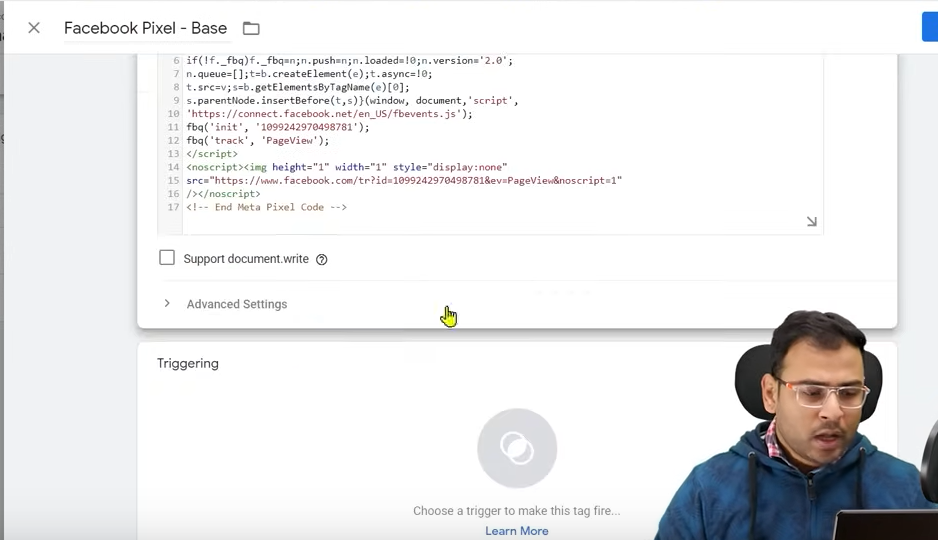 Facebook Pixel - Base
6 if(!f._fbq)f._fbq=n;n.push=n;n.loaded=!0;n.version='2.0';
7 n.queue=[];t=b.createElement(e);t.async=!0;
8 t.src=v;s=b.getElementsByTagName(e)[0];
9 s.parentNode.insertBefore(t,s)}(window, document,'script',
10 'https://connect.facebook.net/en_US/fbevents.js');
11 fbq('init', '1099242970498781');
12 fbq('track', 'PageView');
13 </script>
14 <noscript><img height="1" width="1" style="display:none"
15 src="https://www.facebook.com/tr?id=1099242970498781&ev=PageView&noscript=1"
16 /></noscript>
17 <!-- End Meta Pixel Code -->
Support document.write
Advanced Settings
Triggering
Choose a trigger to make this tag fire...
Learn More